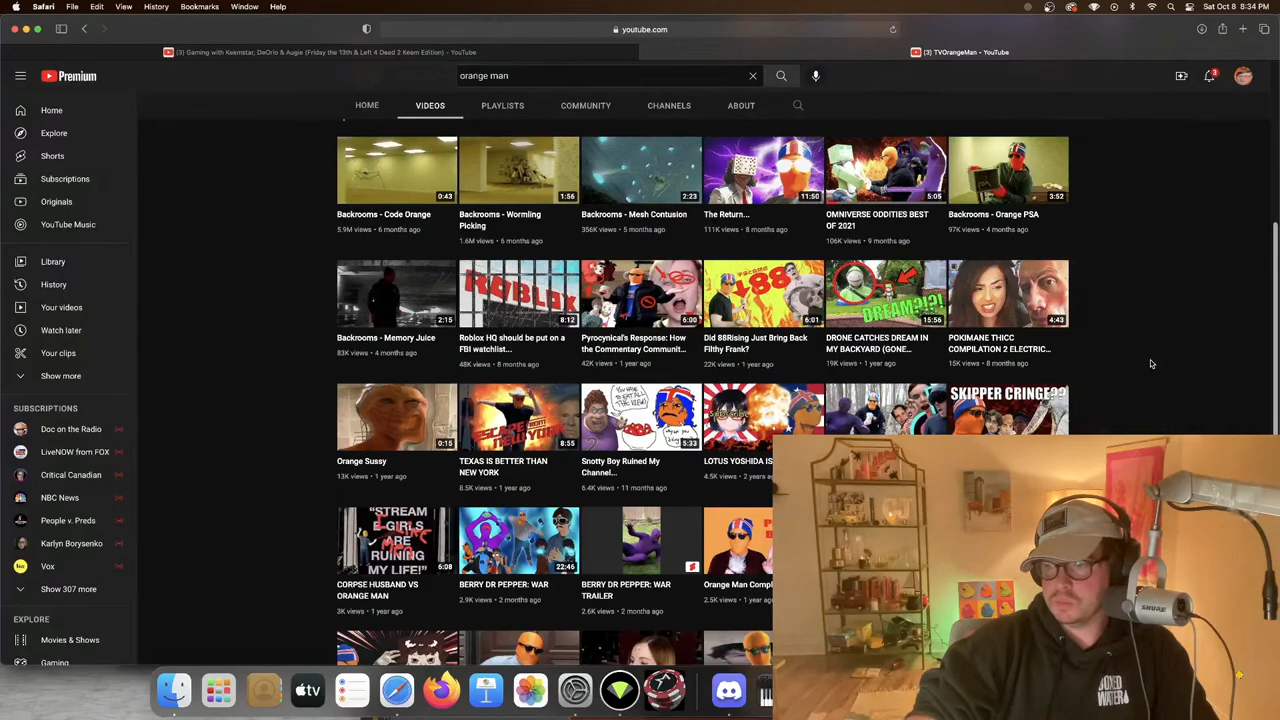 Safari File Edit View History Bookmarks Window Help
Sat Oct 8 8:34 PM
youtube.com
(3) Gaming with Keemstar, DeOrio & Augie (Friday the 13th & Left 4 Dead 2 Keem Edition) - YouTube
(3) TVOrangeMan - YouTube
Premium
orange man
3
HOME VIDEOS PLAYLISTS COMMUNITY CHANNELS ABOUT
Home
Explore
Shorts
Subscriptions
Originals
YouTube Music
Library
History
Your videos
Watch later
Your clips
Show more
SUBSCRIPTIONS
Doc on the Radio
LiveNOW from FOX
Critical Canadian
NBC News
People v. Preds
Karlyn Borysenko
Vox
Show 307 more
EXPLORE
Movies & Shows
Gaming
0:43
Backrooms - Code Orange
5.9M views • 6 months ago
1:56
Backrooms - Wormling
Picking
1.6M views • 6 months ago
2:23
Backrooms - Mesh Contusion
356K views • 5 months ago
11:50
The Return...
111K views • 8 months ago
5:05
OMNIVERSE ODDITIES BEST
OF 2021
106K views • 9 months ago
3:52
Backrooms - Orange PSA
97K views • 4 months ago
2:15
Backrooms - Memory Juice
83K views • 4 months ago
ROBLOX
8:12
Roblox HQ should be put on a
FBI watchlist...
48K views • 8 months ago
6:00
Pyrocynical's Response: How
the Commentary Communit...
42K views • 1 year ago
88
6:01
Did 88Rising Just Bring Back
Filthy Frank?
22K views • 1 year ago
DREAM?!?!
15:56
DRONE CATCHES DREAM IN
MY BACKYARD (GONE...
19K views • 1 year ago
4:43
POKIMANE THICC
COMPILATION 2 ELECTRIC...
15K views • 8 months ago
0:15
Orange Sussy
13K views • 1 year ago
ESCAPE FROM
NEW YORK
8:55
TEXAS IS BETTER THAN
NEW YORK
8.5K views • 1 year ago
YOU HAVE
TO EAT ALL
THE
5:33
Snotty Boy Ruined My
Channel...
6.4K views • 11 months ago
LOTUS YOSHIDA IS
4.5K views • 2 years
SKIPPER CRINGE??
"STREAM
GIRLS
ARE
RUINING
MY LIFE!"
6:08
CORPSE HUSBAND VS
ORANGE MAN
3K views • 1 year ago
22:46
BERRY DR PEPPER: WAR
2.9K views • 2 months ago
BERRY DR PEPPER: WAR
TRAILER
2.6K views • 2 months ago
Orange Man Compl
2.5K views • 1 year a
tv
SHURE
BOXED
WATER